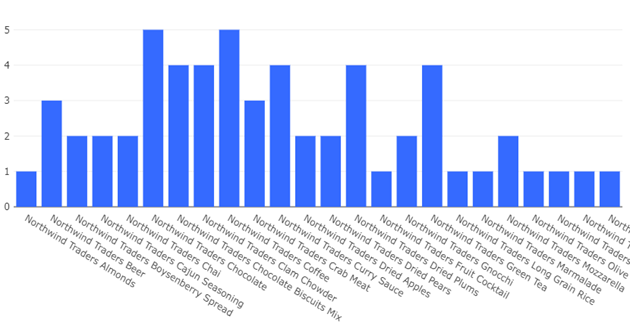 5
4
3
2
1
0
Northwind Traders Almonds
Northwind Traders Beer
Northwind Traders Boysenberry Spread
Northwind Traders Cajun Seasoning
Northwind Traders Chai
Northwind Traders Chocolate
Northwind Traders Chocolate Biscuits Mix
Northwind Traders Clam Chowder
Northwind Traders Coffee
Northwind Traders Crab Meat
Northwind Traders Curry Sauce
Northwind Traders Dried Apples
Northwind Traders Dried Pears
Northwind Traders Dried Plums
Northwind Traders Fruit Cocktail
Northwind Traders Gnocchi
Northwind Traders Green Tea
Northwind Traders Long Grain Rice
Northwind Traders Marmalade
Northwind Traders Mozzarella
Northwind Traders Olive
Northwind Traders
Northwind